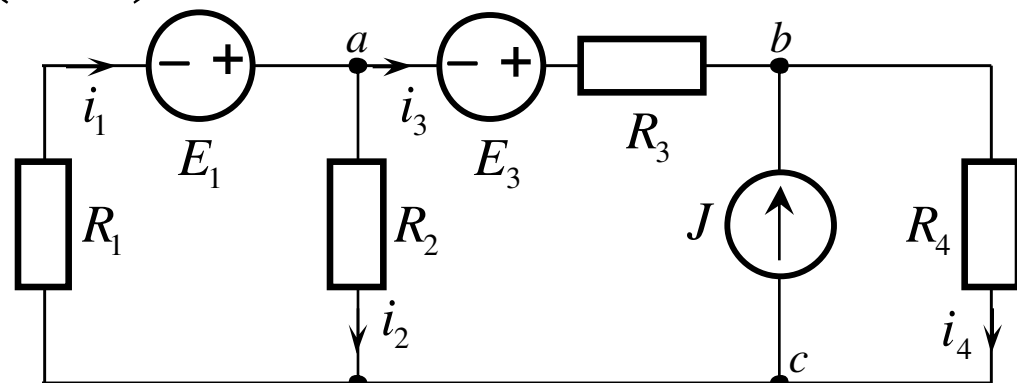 a b
− + − +
i₁ i₃
E₁ E₃ R₃
R₁ R₂ J R₄
i₂ i₄
c